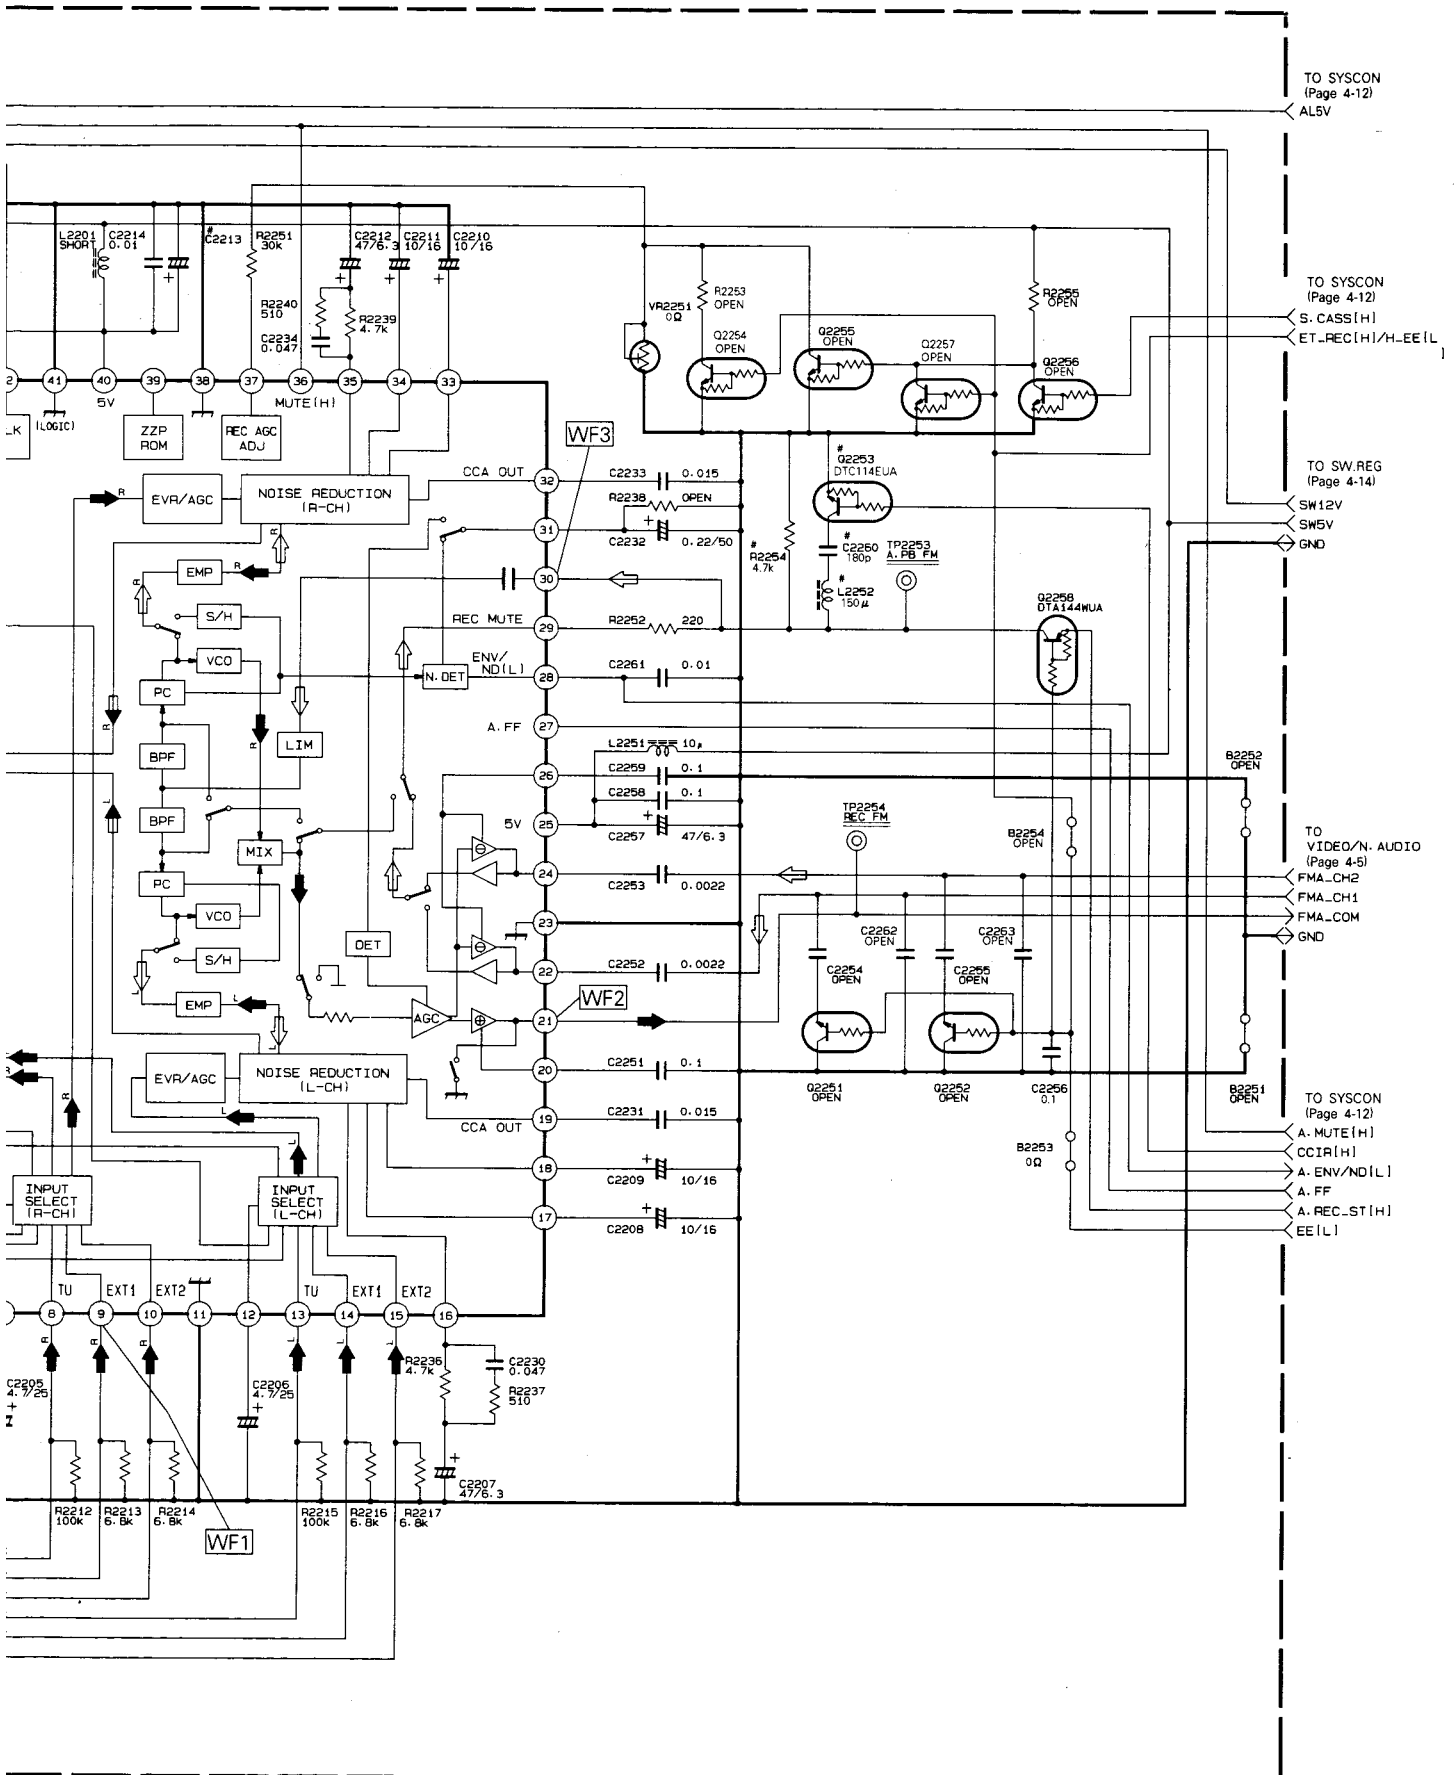 TO SYSCON
(Page 4-12)
AL5V
L2201
SHORT
C2214
0.01
#
C2213
R2251
30k
C2212
47/6.3
C2211
10/16
C2210
10/16
R2240
510
C2234
0.047
R2239
4.7k
VR2251
0Ω
R2253
OPEN
Q2254
OPEN
Q2255
OPEN
Q2257
OPEN
R2255
OPEN
Q2256
OPEN
TO SYSCON
(Page 4-12)
S.CASS[H]
ET_REC[H]/H_EE[L
]
2
41
40
39
38
37
36
35
34
33
5V
MUTE[H]
LK
(LOGIC)
ZZP
ROM
REC AGC
ADJ
WF3
EVR/AGC
NOISE REDUCTION
(R-CH)
CCA OUT
32
C2233
0.015
R2238
OPEN
31
C2232
+
0.22/50
#
Q2253
DTC114EUA
#
C2260
180p
TP2253
A.PB FM
#
R2254
4.7k
#
L2252
150μ
TO SW.REG
(Page 4-14)
SW12V
SW5V
GND
R
R
R
EMP
R
S/H
VCO
PC
BPF
LIM
BPF
PC
VCO
S/H
MIX
R
R
R
L
30
REC MUTE
29
R2252
220
ENV/
ND[L]
N.DET
28
C2261
0.01
A.FF
27
L2251
10μ
26
C2259
0.1
C2258
0.1
5V
25
C2257
+
47/6.3
24
C2253
0.0022
23
22
C2252
0.0022
Q2258
DTA144WUA
B2252
OPEN
TP2254
REC FM
B2254
OPEN
TO
VIDEO/N.AUDIO
(Page 4-5)
FMA_CH2
FMA_CH1
FMA_COM
GND
C2262
OPEN
C2263
OPEN
C2254
OPEN
C2255
OPEN
DET
AGC
WF2
21
20
C2251
0.1
Q2251
OPEN
Q2252
OPEN
C2256
0.1
B2251
OPEN
L
EMP
L
L
EVR/AGC
NOISE REDUCTION
(L-CH)
L
CCA OUT
19
C2231
0.015
18
C2209
+
10/16
17
C2208
+
10/16
B2253
0Ω
TO SYSCON
(Page 4-12)
A.MUTE[H]
CCIR[H]
A.ENV/ND[L]
A.FF
A.REC_ST[H]
EE[L]
R
R
L
INPUT
SELECT
(R-CH)
INPUT
SELECT
(L-CH)
TU
EXT1
EXT2
TU
EXT1
EXT2
8
9
10
11
12
13
14
15
16
R
R
R
L
L
L
C2205
4.7/25
+
C2206
4.7/25
+
R2236
4.7k
C2230
0.047
R2237
510
+
C2207
47/6.3
R2212
100k
R2213
6.8k
R2214
6.8k
R2215
100k
R2216
6.8k
R2217
6.8k
WF1